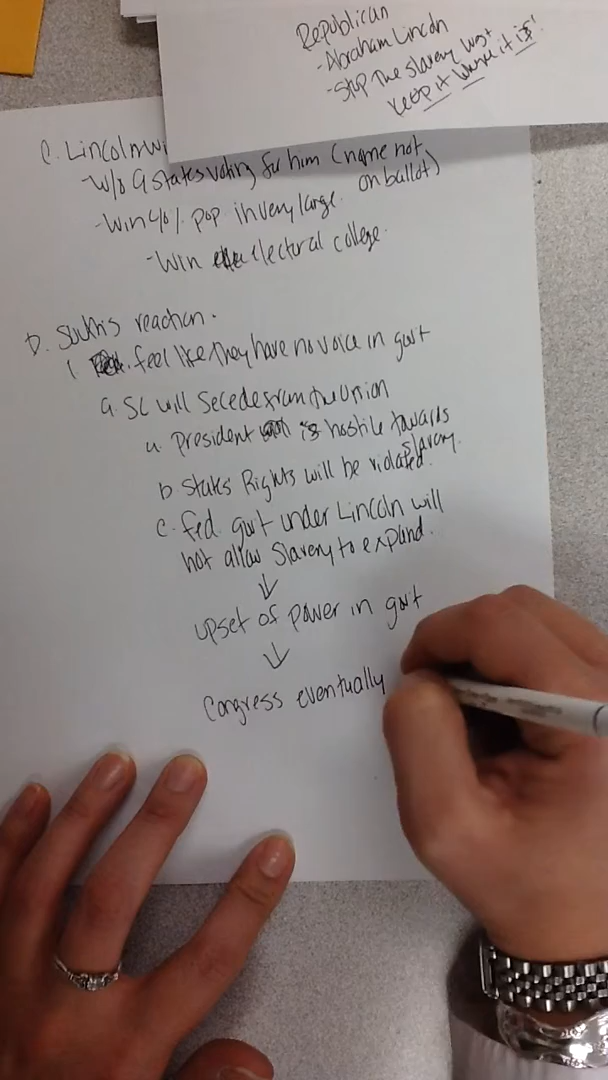 Republican
-Abraham Lincoln
-Stop the slavery west
keep it where it is!
C. Lincoln wi
-W/o 9 states voting for him (name not
on ballot)
-Win 40% pop in very large
-Win electoral college
D. South's reaction.
1. feel like they have no voice in govt
a. SC will secede from the Union
a. President is hostile towards
slavery.
b States Rights will be violated.
c. Fed. govt under Lincoln will
not allow Slavery to expand.
↓
upset of power in govt
↓
Congress eventually